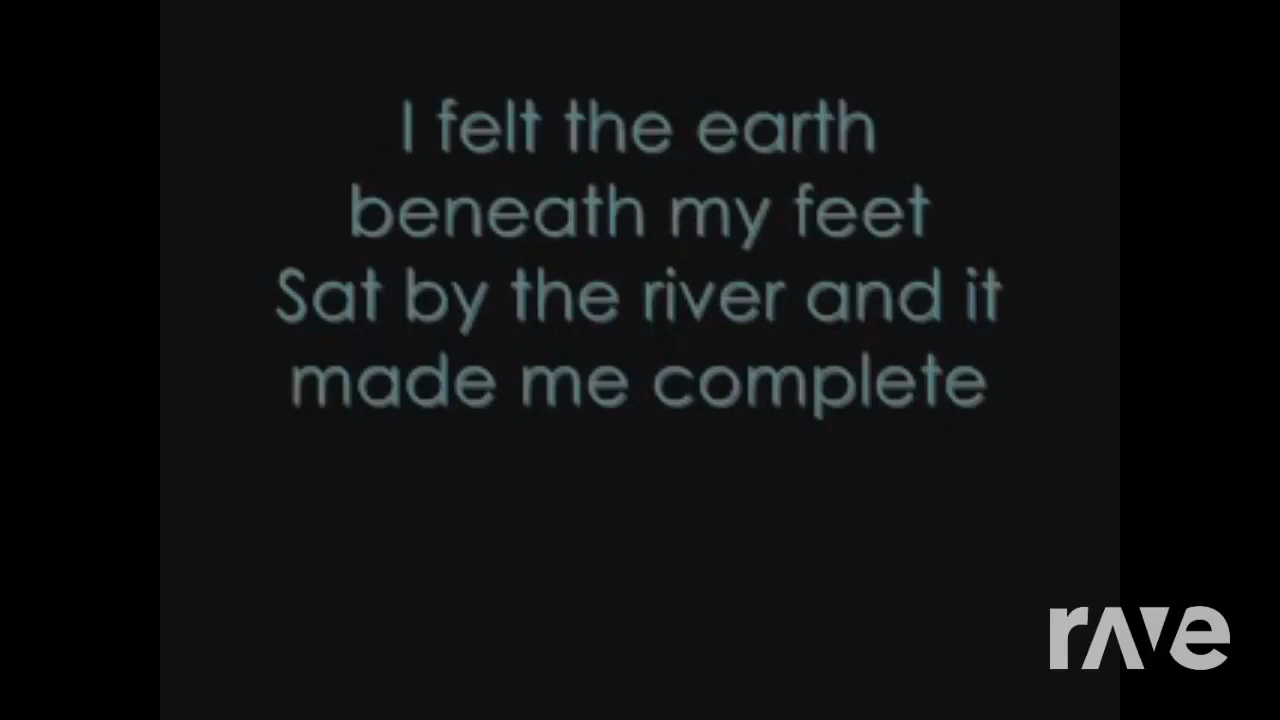 I felt the earth
beneath my feet
Sat by the river and it
made me complete
rave